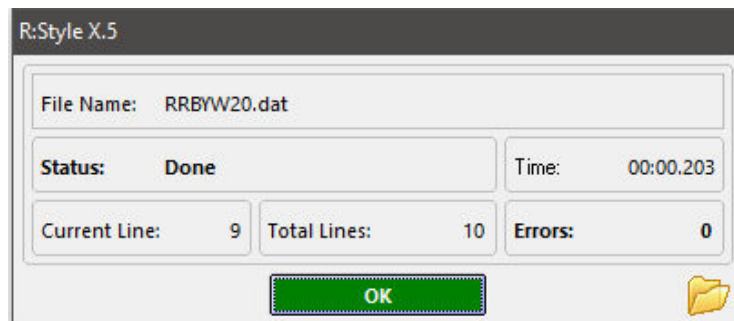 R:Style X.5
File Name: RRBYW20.dat
Status: Done
Time: 00:00.203
Current Line: 9
Total Lines: 10
Errors: 0
OK